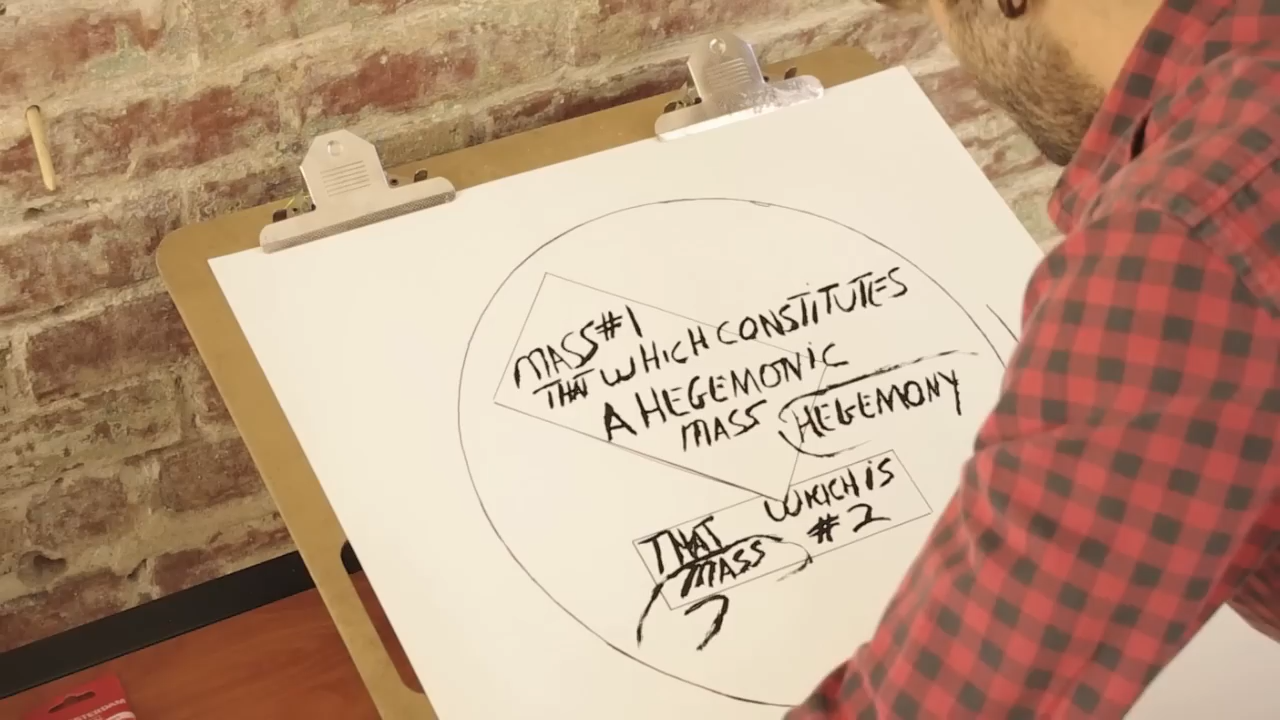 MASS #1
THAT WHICH CONSTITUTES
A HEGEMONIC
MASS HEGEMONY
THAT WHICH IS
MASS #2